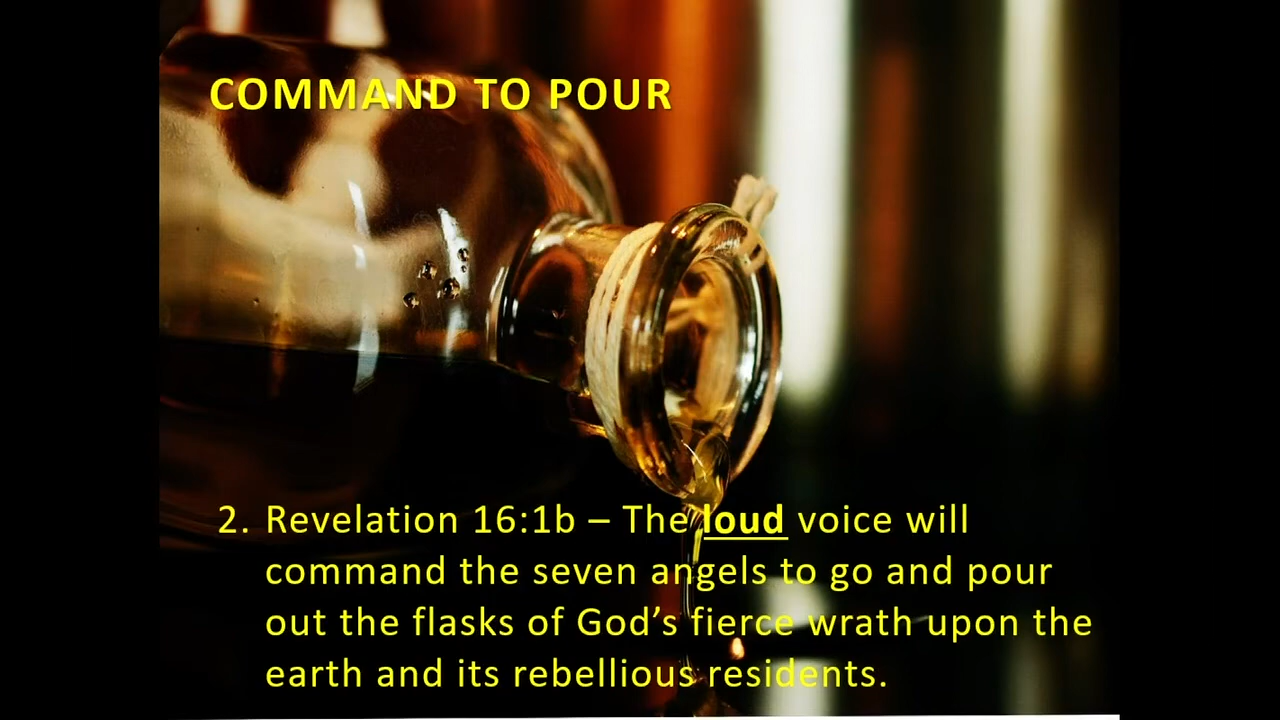 COMMAND TO POUR
2. Revelation 16:1b – The loud voice will
command the seven angels to go and pour
out the flasks of God’s fierce wrath upon the
earth and its rebellious residents.